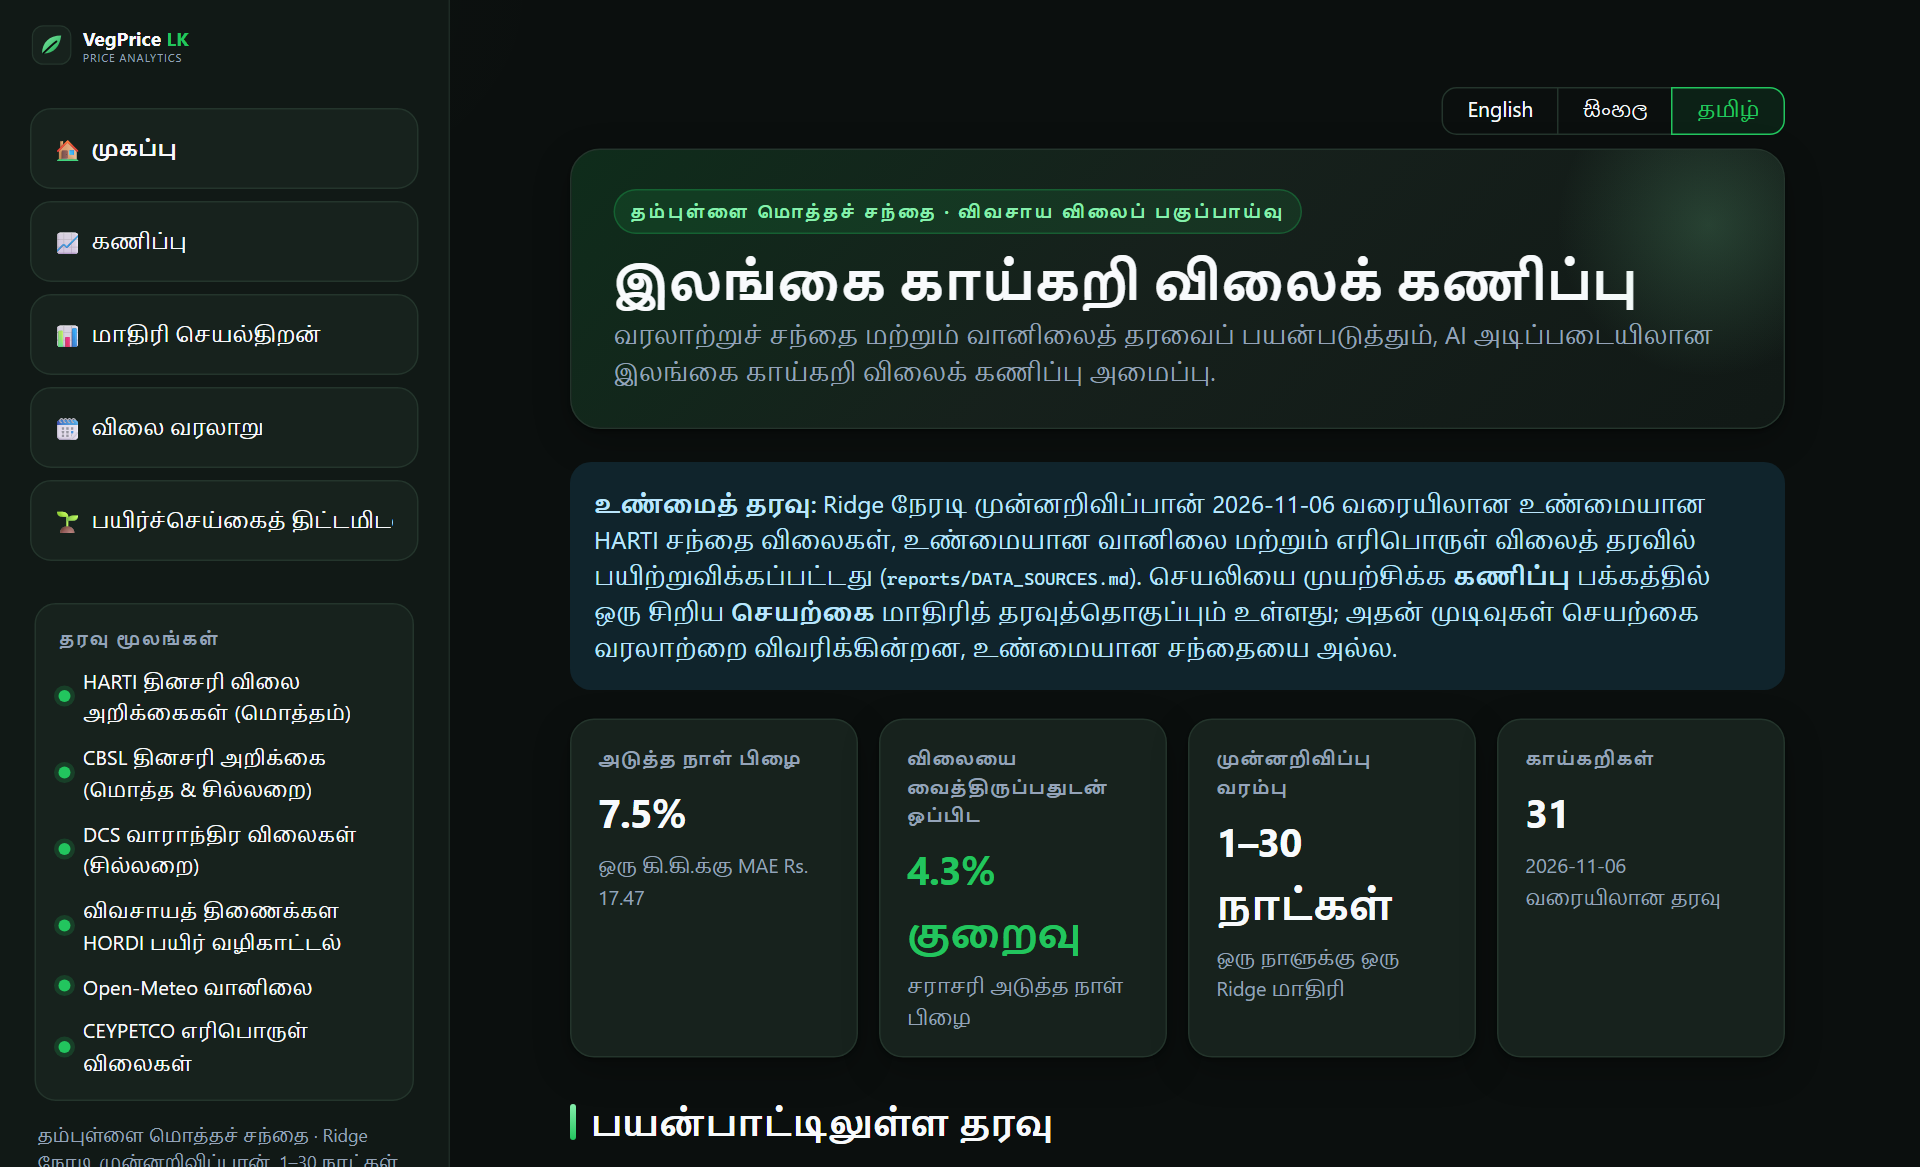 VegPrice LK
PRICE ANALYTICS
முகப்பு
கணிப்பு
மாதிரி செயல்திறன்
விலை வரலாறு
பயிர்ச்செய்கைத் திட்டமிட
தரவு மூலங்கள்
HARTI தினசரி விலை
அறிக்கைகள் (மொத்தம்)
CBSL தினசரி அறிக்கை
(மொத்த & சில்லறை)
DCS வாராந்திர விலைகள்
(சில்லறை)
விவசாயத் திணைக்கள
HORDI பயிர் வழிகாட்டல்
Open-Meteo வானிலை
CEYPETCO எரிபொருள்
விலைகள்
தம்புள்ளை மொத்தச் சந்தை · Ridge
நேரடி முன்னறிவிப்பான், 1–30 நாட்கள்
English
සිංහල
தமிழ்
தம்புள்ளை மொத்தச் சந்தை · விவசாய விலைப் பகுப்பாய்வு
இலங்கை காய்கறி விலைக் கணிப்பு
வரலாற்றுச் சந்தை மற்றும் வானிலைத் தரவைப் பயன்படுத்தும், AI அடிப்படையிலான
இலங்கை காய்கறி விலைக் கணிப்பு அமைப்பு.
உண்மைத் தரவு: Ridge நேரடி முன்னறிவிப்பான் 2026-11-06 வரையிலான உண்மையான
HARTI சந்தை விலைகள், உண்மையான வானிலை மற்றும் எரிபொருள் விலைத் தரவில்
பயிற்றுவிக்கப்பட்டது (reports/DATA_SOURCES.md). செயலியை முயற்சிக்க கணிப்பு பக்கத்தில்
ஒரு சிறிய செயற்கை மாதிரித் தரவுத்தொகுப்பும் உள்ளது; அதன் முடிவுகள் செயற்கை
வரலாற்றை விவரிக்கின்றன, உண்மையான சந்தையை அல்ல.
அடுத்த நாள் பிழை
7.5%
ஒரு கி.கி.க்கு MAE Rs.
17.47
விலையை
வைத்திருப்பதுடன்
ஒப்பிட
4.3%
குறைவு
சராசரி அடுத்த நாள்
பிழை
முன்னறிவிப்பு
வரம்பு
1–30
நாட்கள்
ஒரு நாளுக்கு ஒரு
Ridge மாதிரி
காய்கறிகள்
31
2026-11-06
வரையிலான தரவு
பயன்பாட்டிலுள்ள தரவு